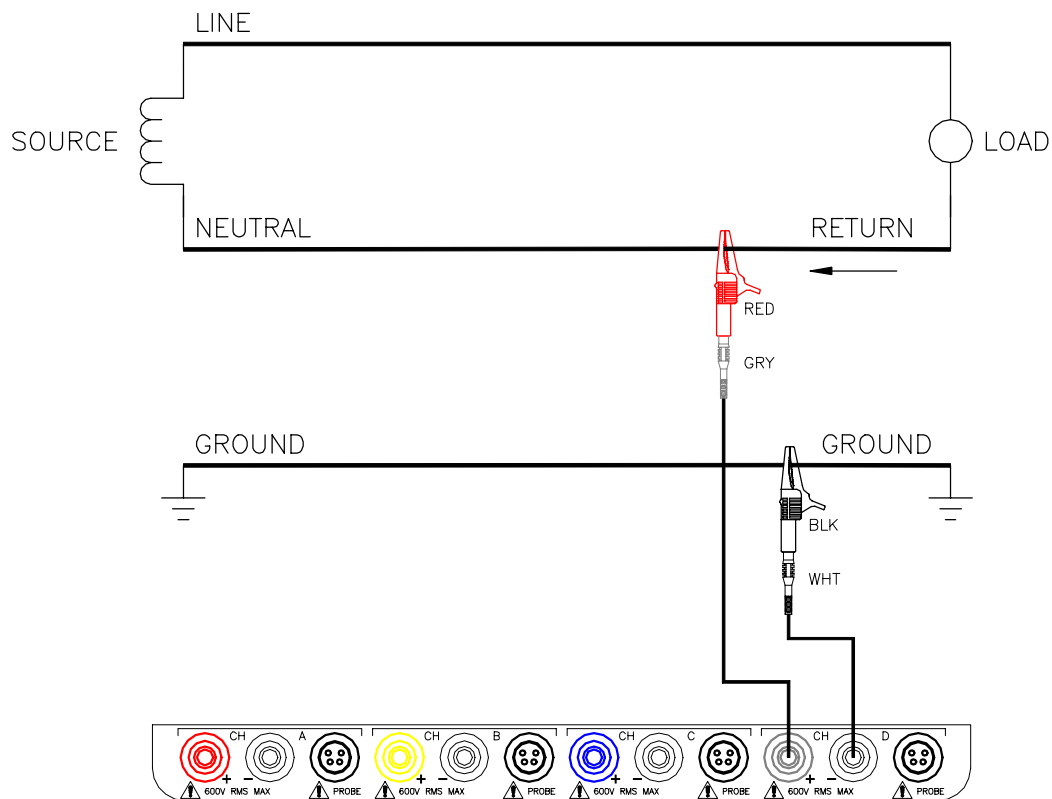 LINE
SOURCE
LOAD
NEUTRAL
RETURN
RED
GRY
GROUND
GROUND
BLK
WHT
CH A
CH B
CH C
CH D
+ -
+ -
+ -
+ -
! 600V RMS MAX
! PROBE
! 600V RMS MAX
! PROBE
! 600V RMS MAX
! PROBE
! 600V RMS MAX
! PROBE